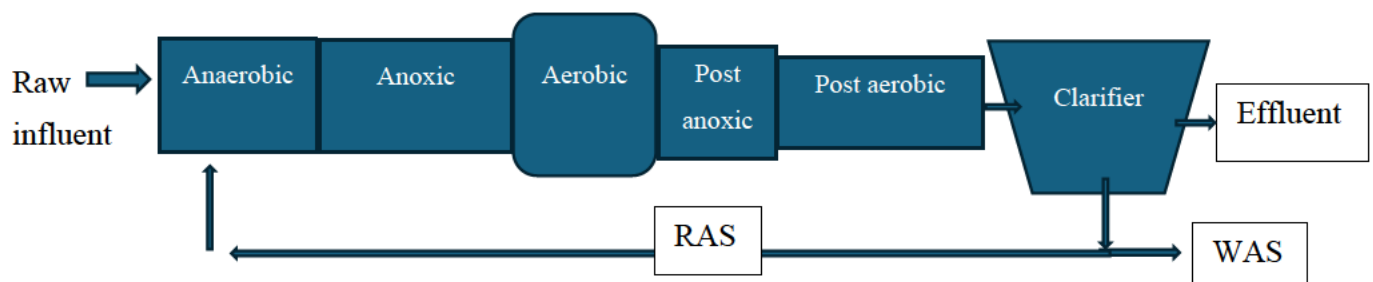 Raw
influent
Anaerobic
Anoxic
Aerobic
Post
anoxic
Post aerobic
Clarifier
Effluent
RAS
WAS